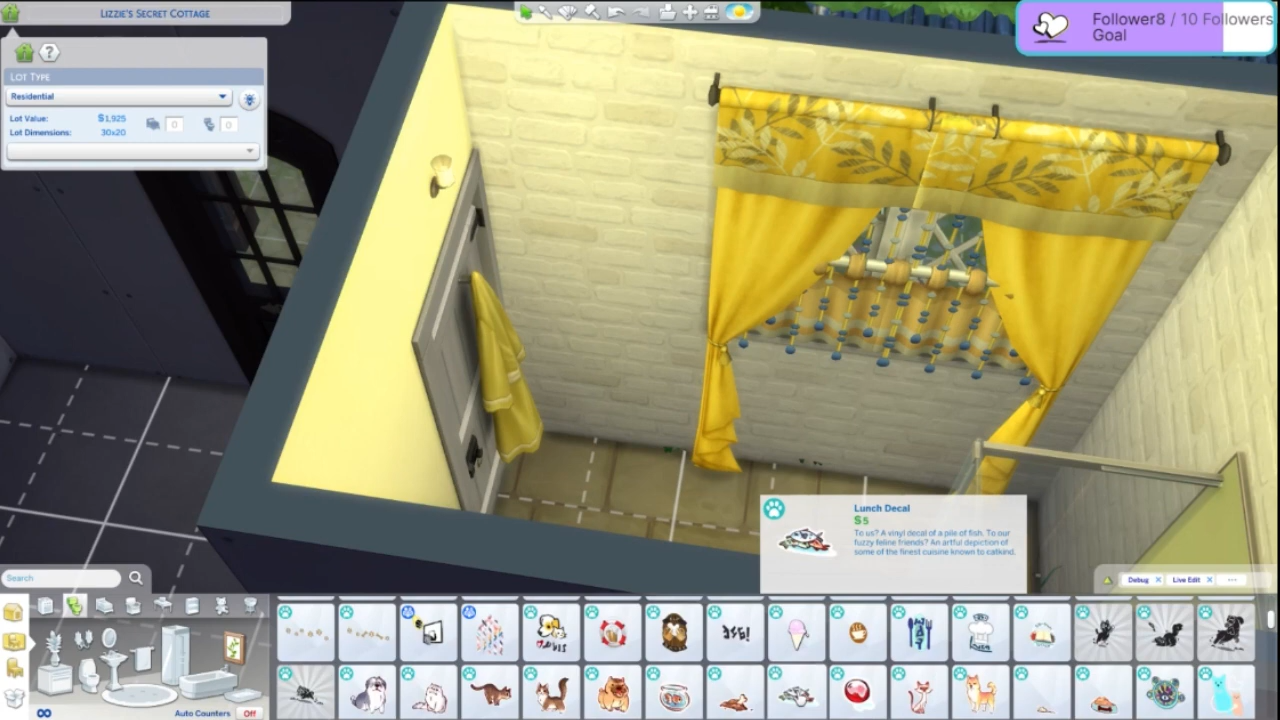 LIZZIE'S SECRET COTTAGE
LOT TYPE
Residential
Lot Value: $1,925
Lot Dimensions: 30x20
0
0
Follower8 / 10 Followers
Goal
Lunch Decal
$5
To us? A vinyl decal of a pile of fish. To our
fuzzy feline friends? An artful depiction of
some of the finest cuisine known to catkind.
Search
Debug
Live Edit
Auto Counters Off